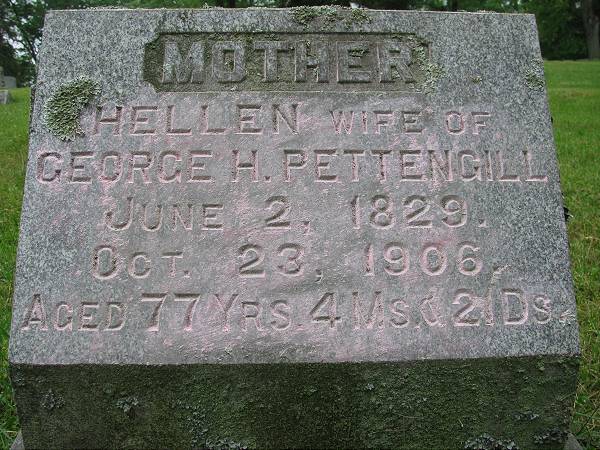 MOTHER
HELLEN WIFE OF
GEORGE H. PETTENGILL
JUNE 2, 1829.
OCT. 23, 1906.
AGED 77 YRS. 4 MS. & 21 DS.